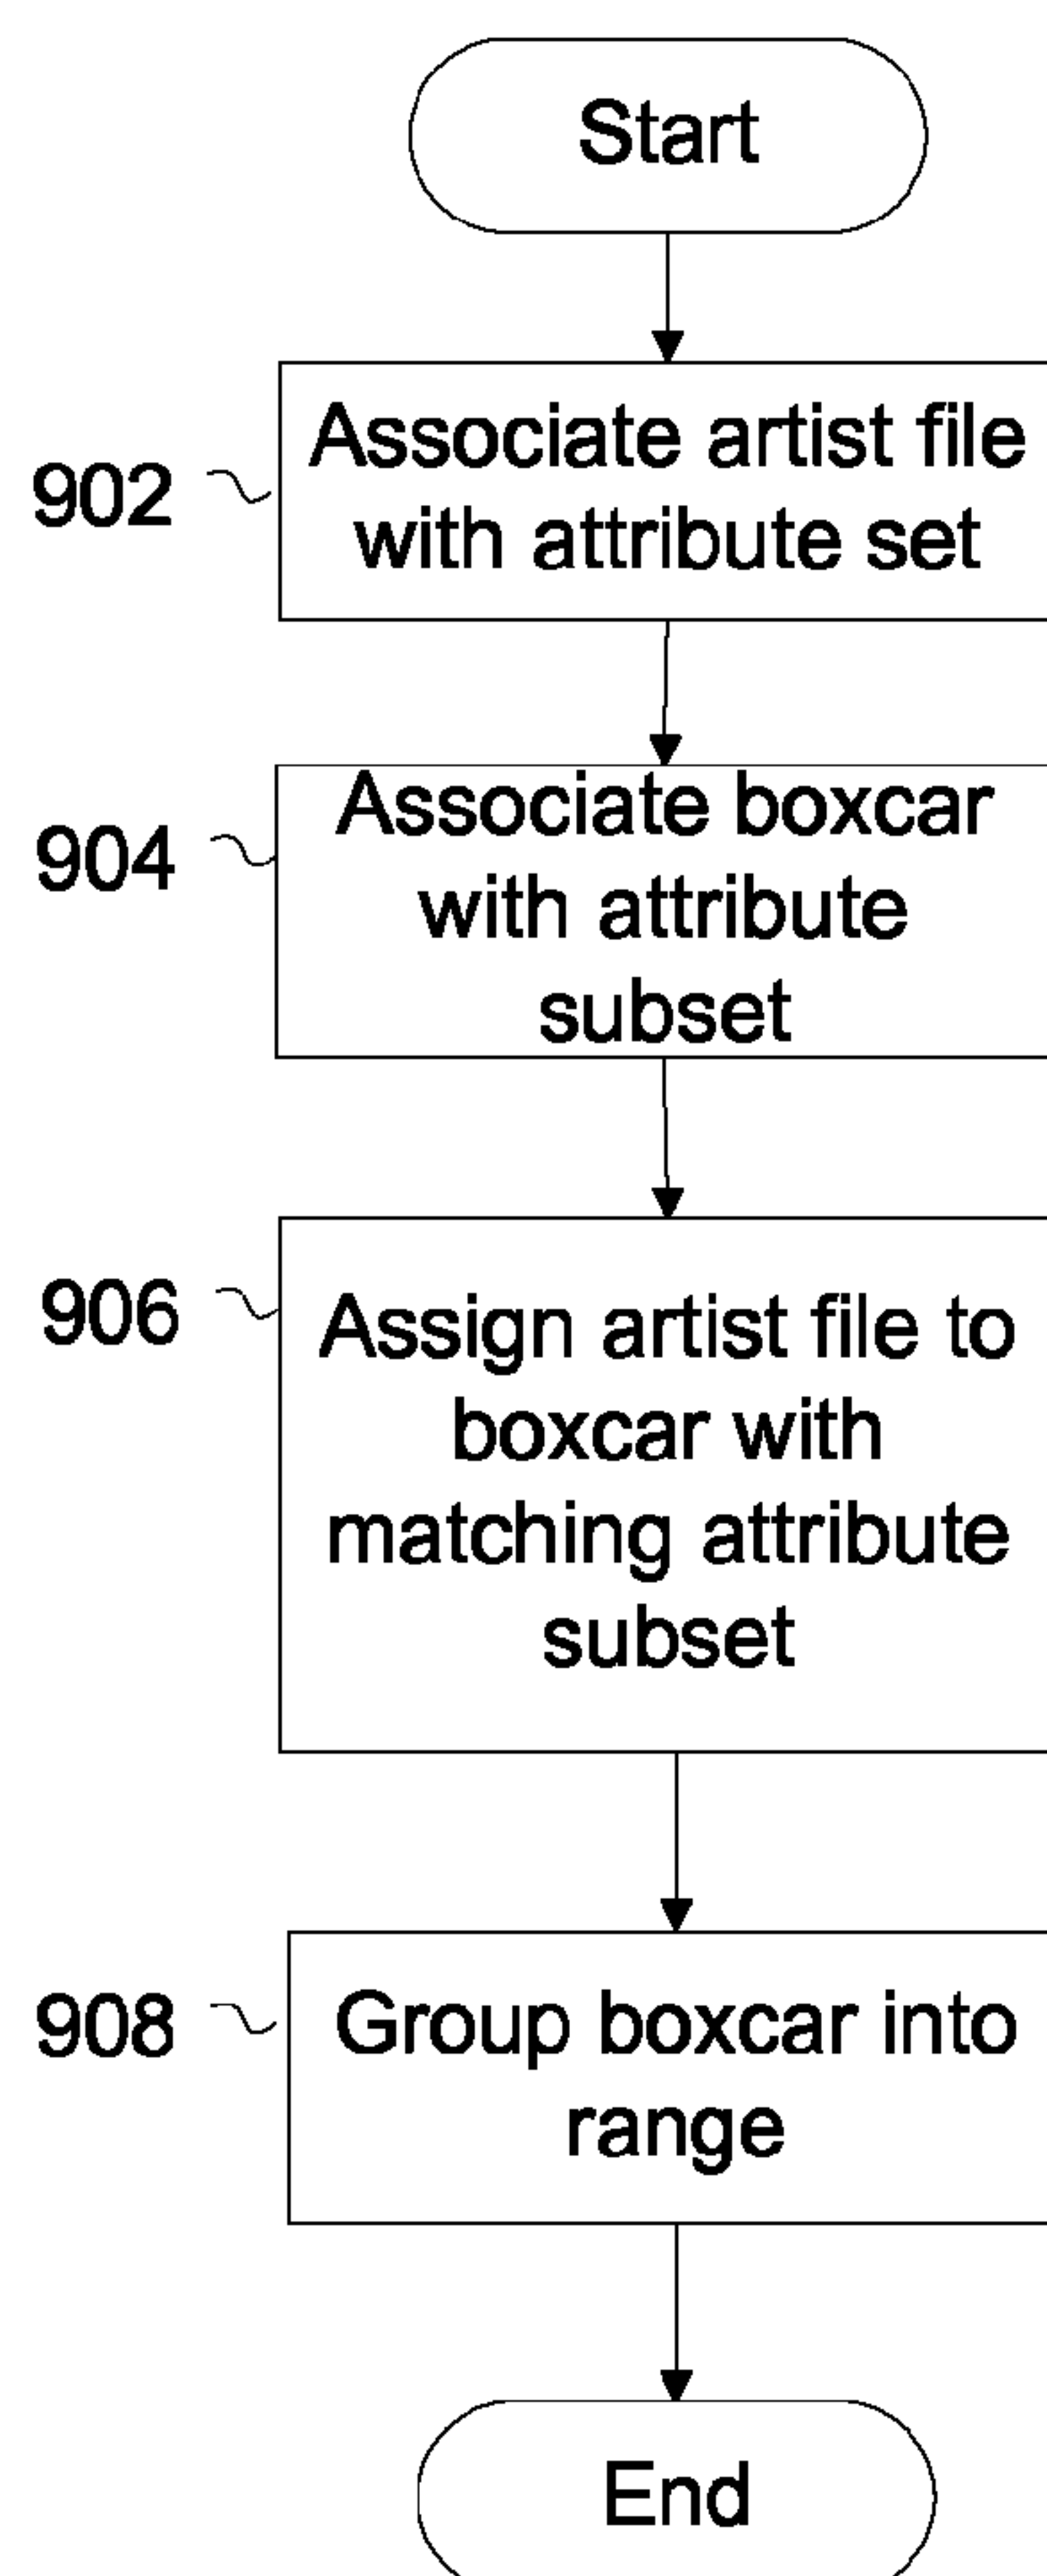 Start
902
Associate artist file
with attribute set
904
Associate boxcar
with attribute
subset
906
Assign artist file to
boxcar with
matching attribute
subset
908
Group boxcar into
range
End